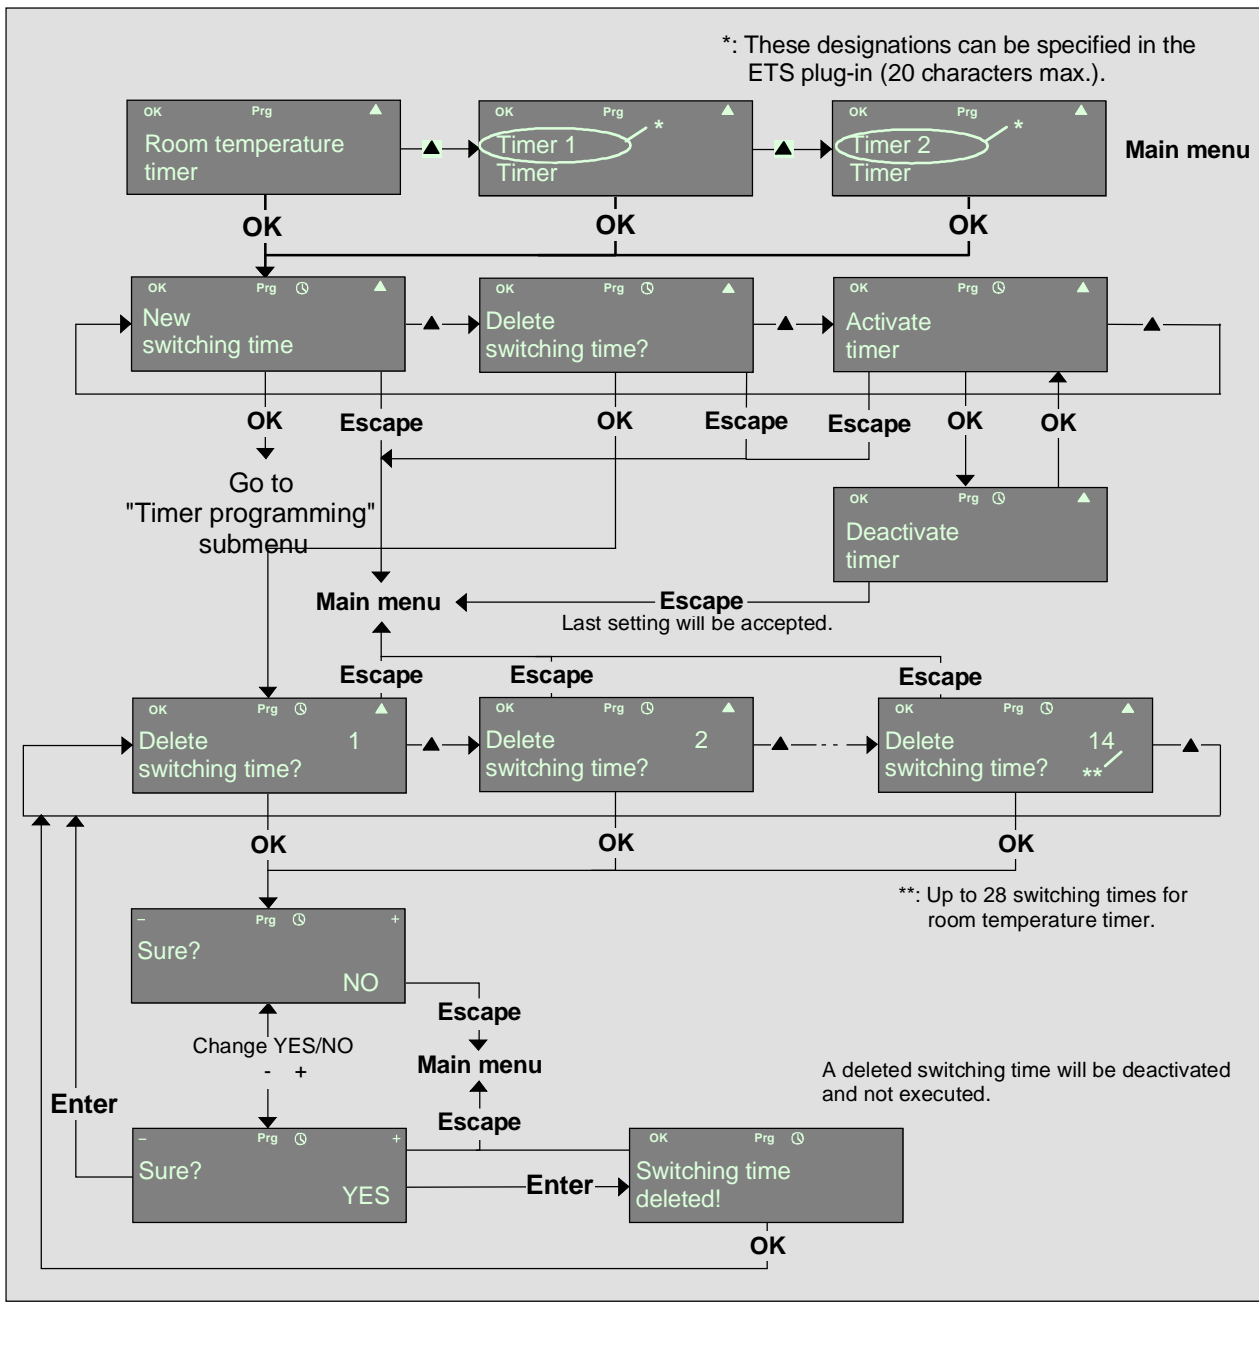 *: These designations can be specified in the
ETS plug-in (20 characters max.).
OK Prg
Room temperature
timer
OK Prg
*
Timer 1
Timer
OK Prg
*
Timer 2
Timer
Main menu
OK
OK
OK
OK Prg
New
switching time
OK Prg
Delete
switching time?
OK Prg
Activate
timer
OK
Escape
OK
Escape
Escape
OK
OK
Go to
"Timer programming"
submenu
OK Prg
Deactivate
timer
Main menu
Escape
Last setting will be accepted.
Escape
Escape
Escape
OK Prg
Delete 1
switching time?
OK Prg
Delete 2
switching time?
OK Prg
Delete 14
switching time? **
OK
OK
OK
**: Up to 28 switching times for
room temperature timer.
– Prg +
Sure?
NO
Escape
Change YES/NO
- +
Main menu
A deleted switching time will be deactivated
and not executed.
Enter
Escape
– Prg +
Sure?
YES
Enter
OK Prg
Switching time
deleted!
OK